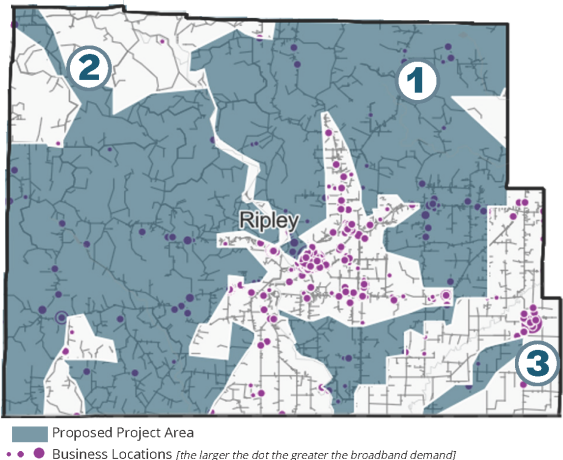 2
1
Ripley
3
Proposed Project Area
Business Locations [the larger the dot the greater the broadband demand]